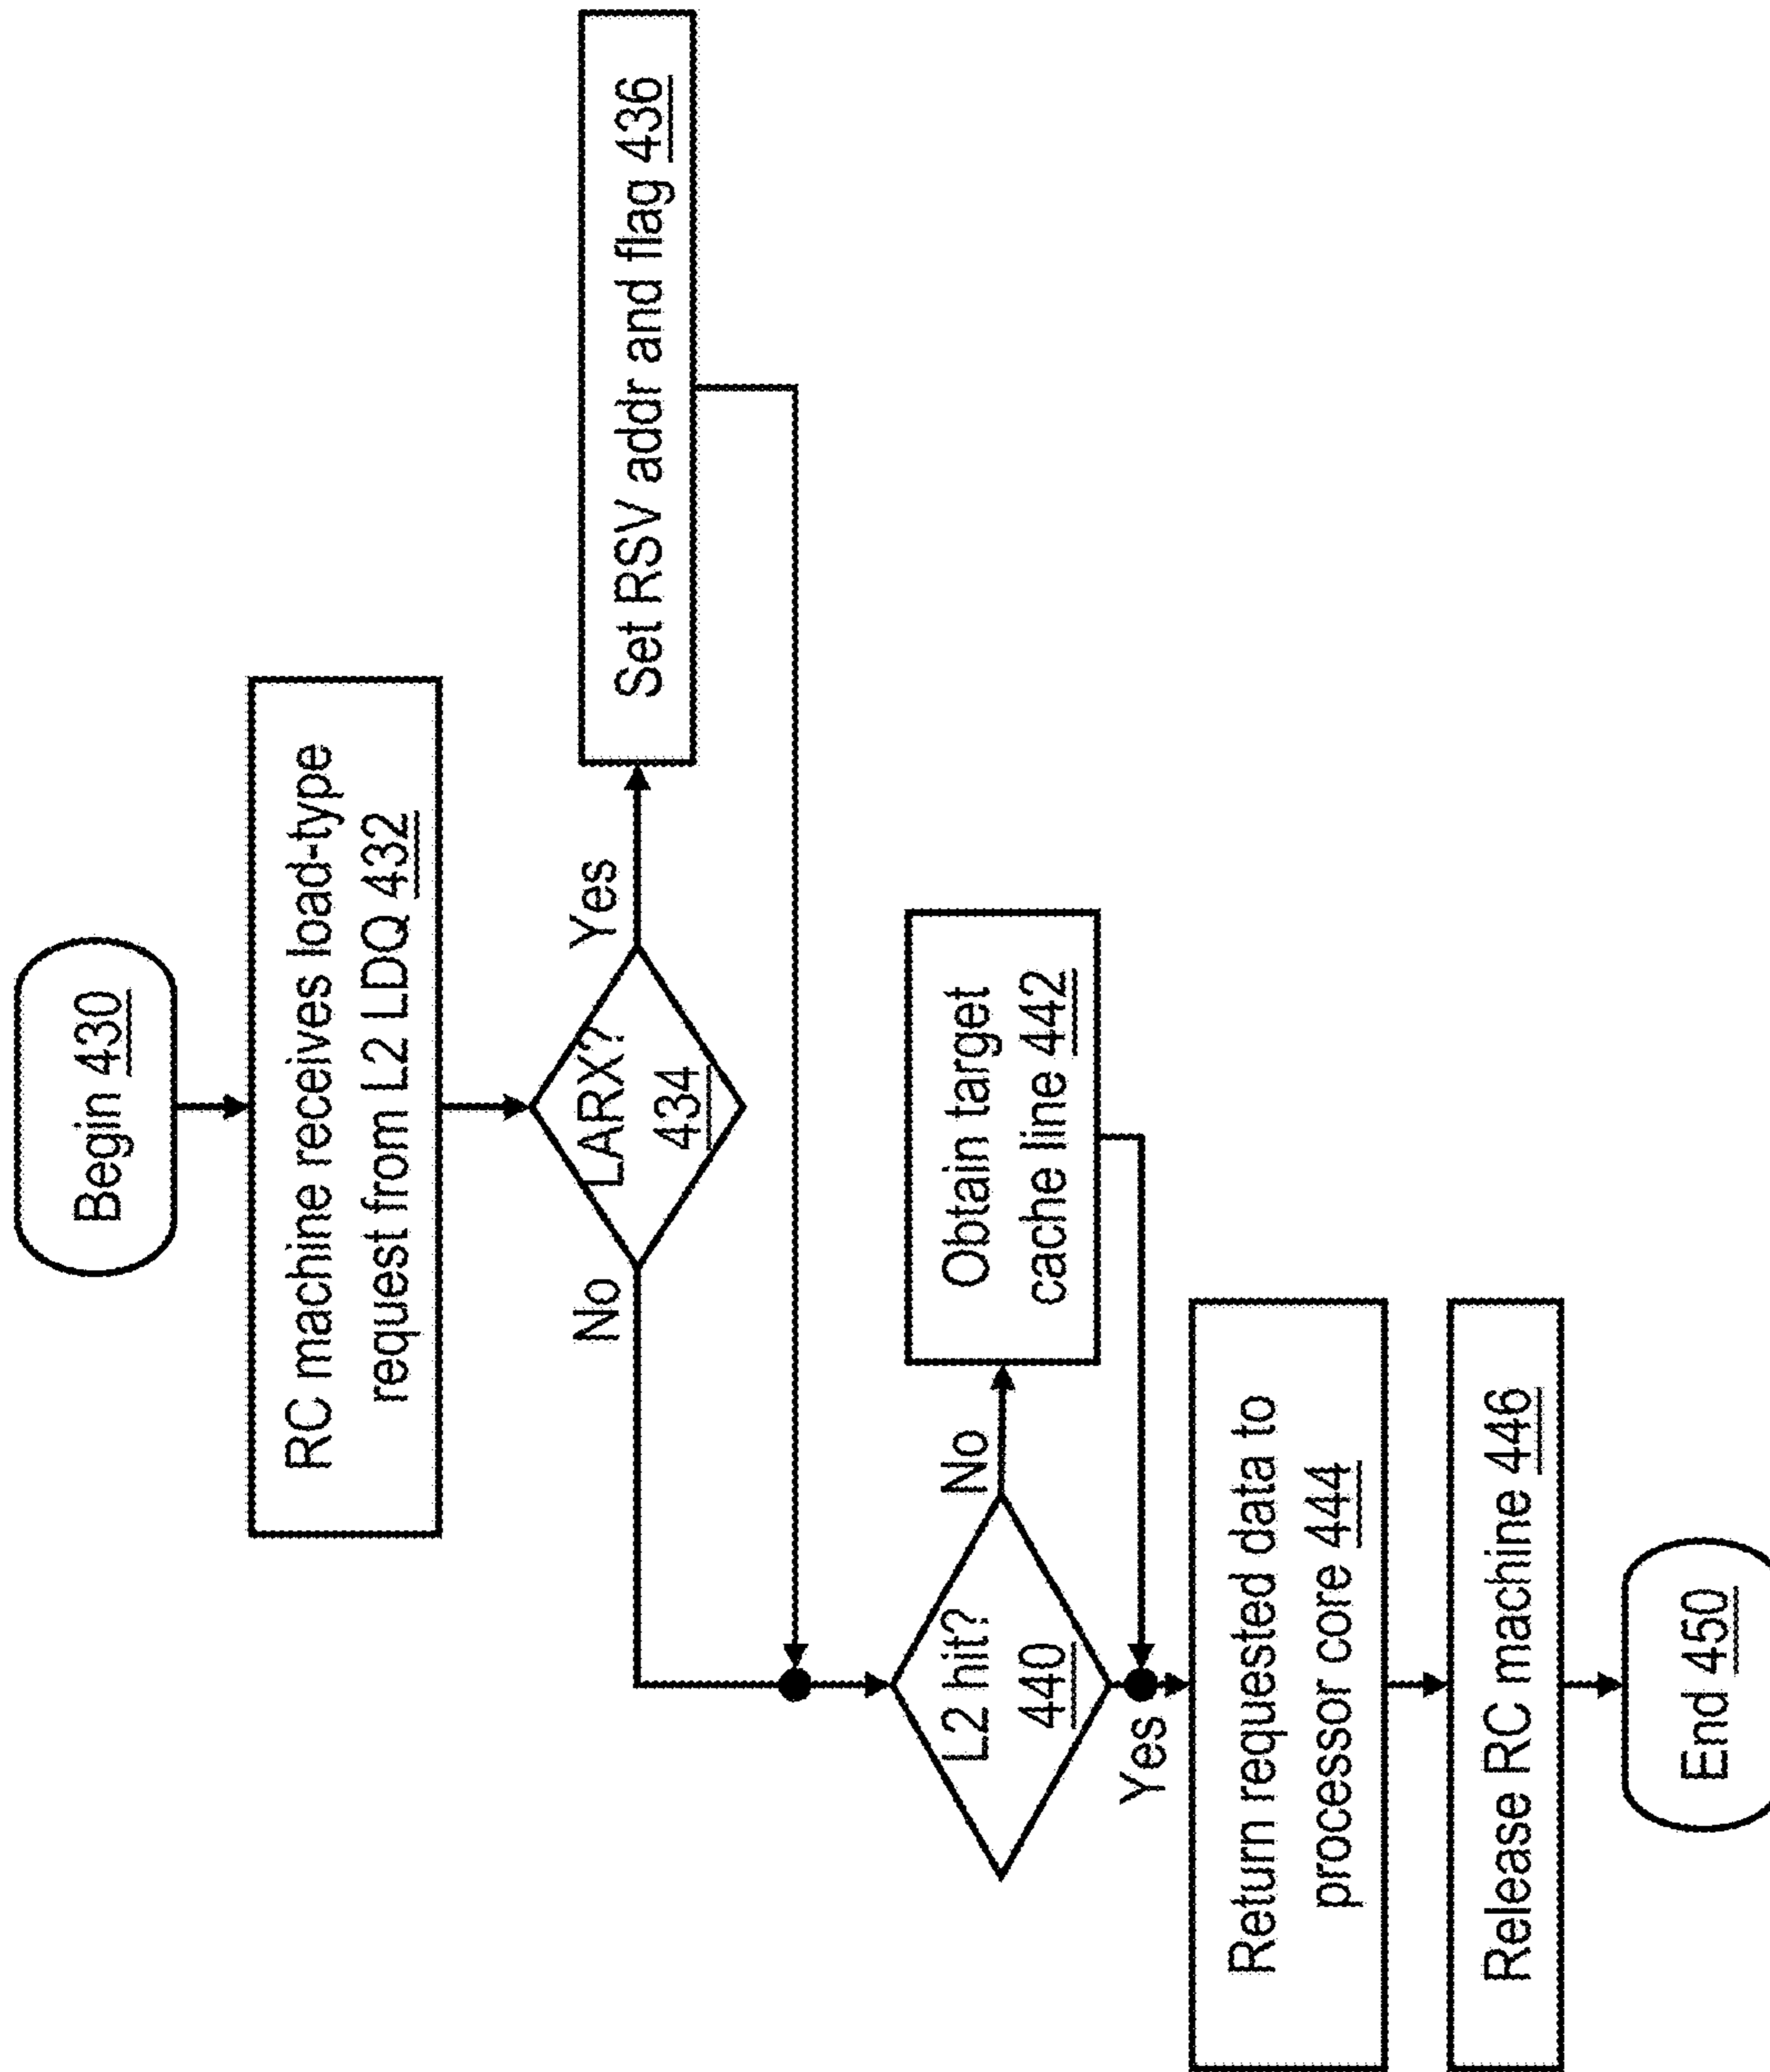 Begin 430
RC machine receives load-type
request from L2 LDQ 432
LARX?
434
Yes
No
Set RSV addr and flag 436
L2 hit?
440
No
Yes
Obtain target
cache line 442
Return requested data to
processor core 444
Release RC machine 446
End 450